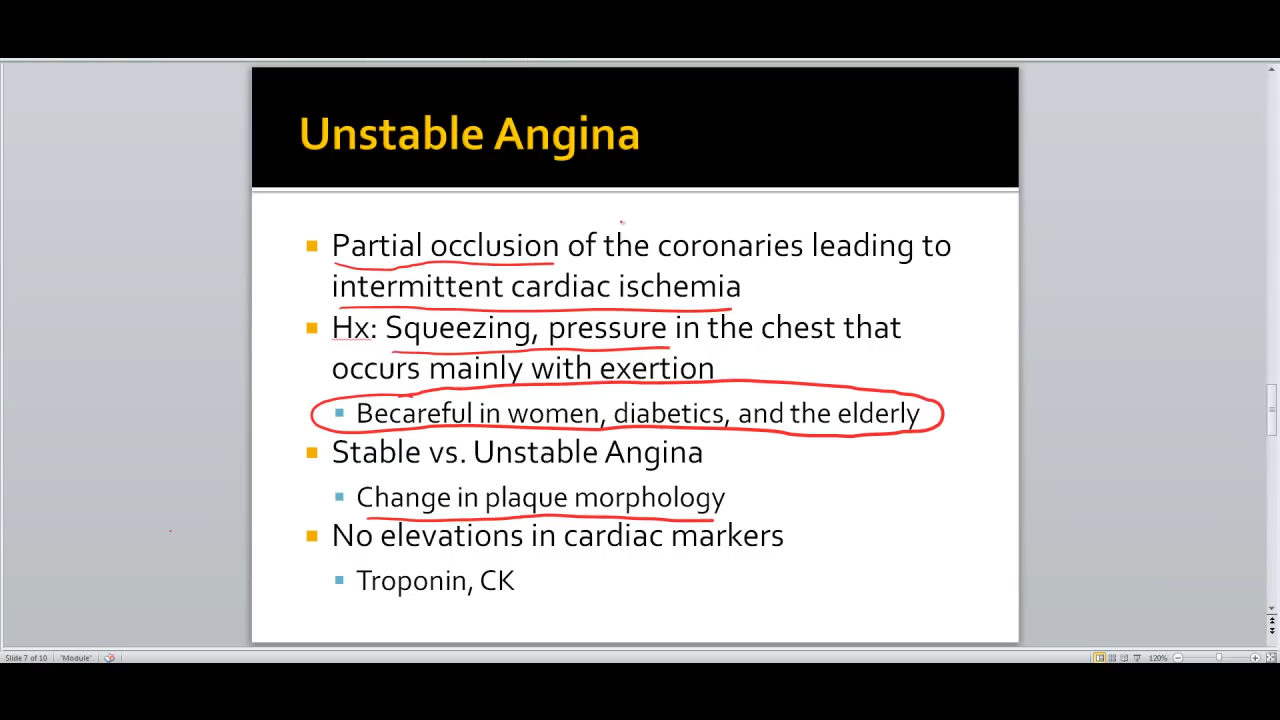 Unstable Angina
Partial occlusion of the coronaries leading to
intermittent cardiac ischemia
Hx: Squeezing, pressure in the chest that
occurs mainly with exertion
Becareful in women, diabetics, and the elderly
Stable vs. Unstable Angina
Change in plaque morphology
No elevations in cardiac markers
Troponin, CK
Slide 7 of 10 "Module" 120%